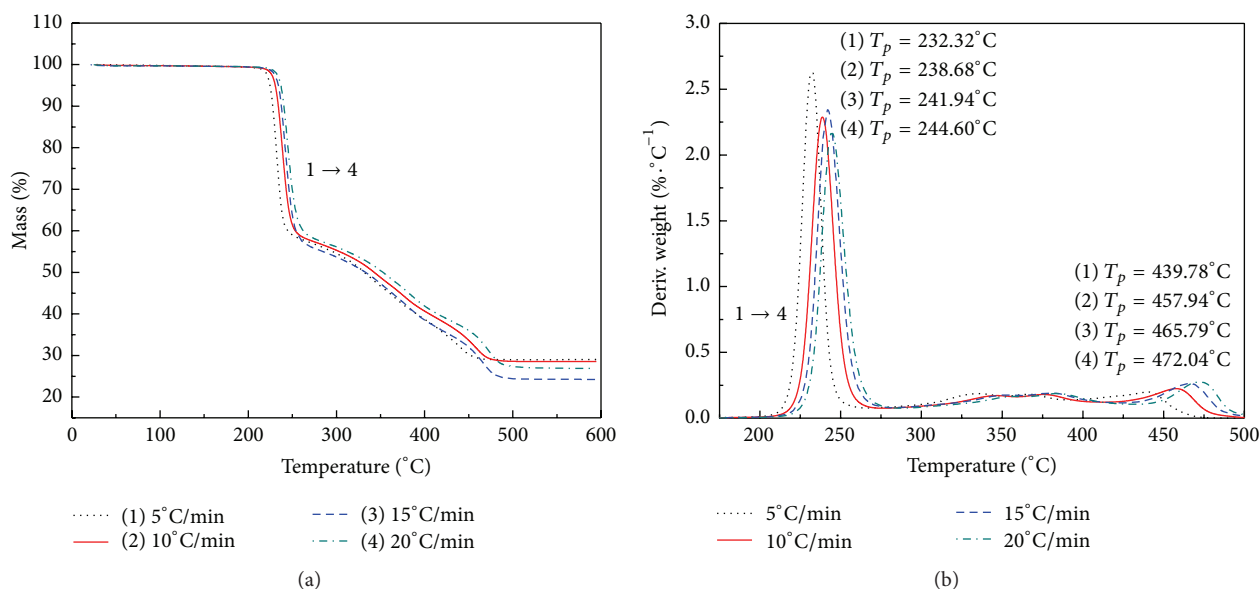 110
100
90
80
70
60
50
40
30
20
Mass (%)
1 → 4
0 100 200 300 400 500 600
Temperature (°C)
(1) 5°C/min
(2) 10°C/min
(3) 15°C/min
(4) 20°C/min
(a)
3.0
2.5
2.0
1.5
1.0
0.5
0.0
Deriv. weight (%·°C⁻¹)
(1) Tₚ = 232.32°C
(2) Tₚ = 238.68°C
(3) Tₚ = 241.94°C
(4) Tₚ = 244.60°C
(1) Tₚ = 439.78°C
(2) Tₚ = 457.94°C
(3) Tₚ = 465.79°C
(4) Tₚ = 472.04°C
1 → 4
200 250 300 350 400 450 500
Temperature (°C)
5°C/min
10°C/min
15°C/min
20°C/min
(b)